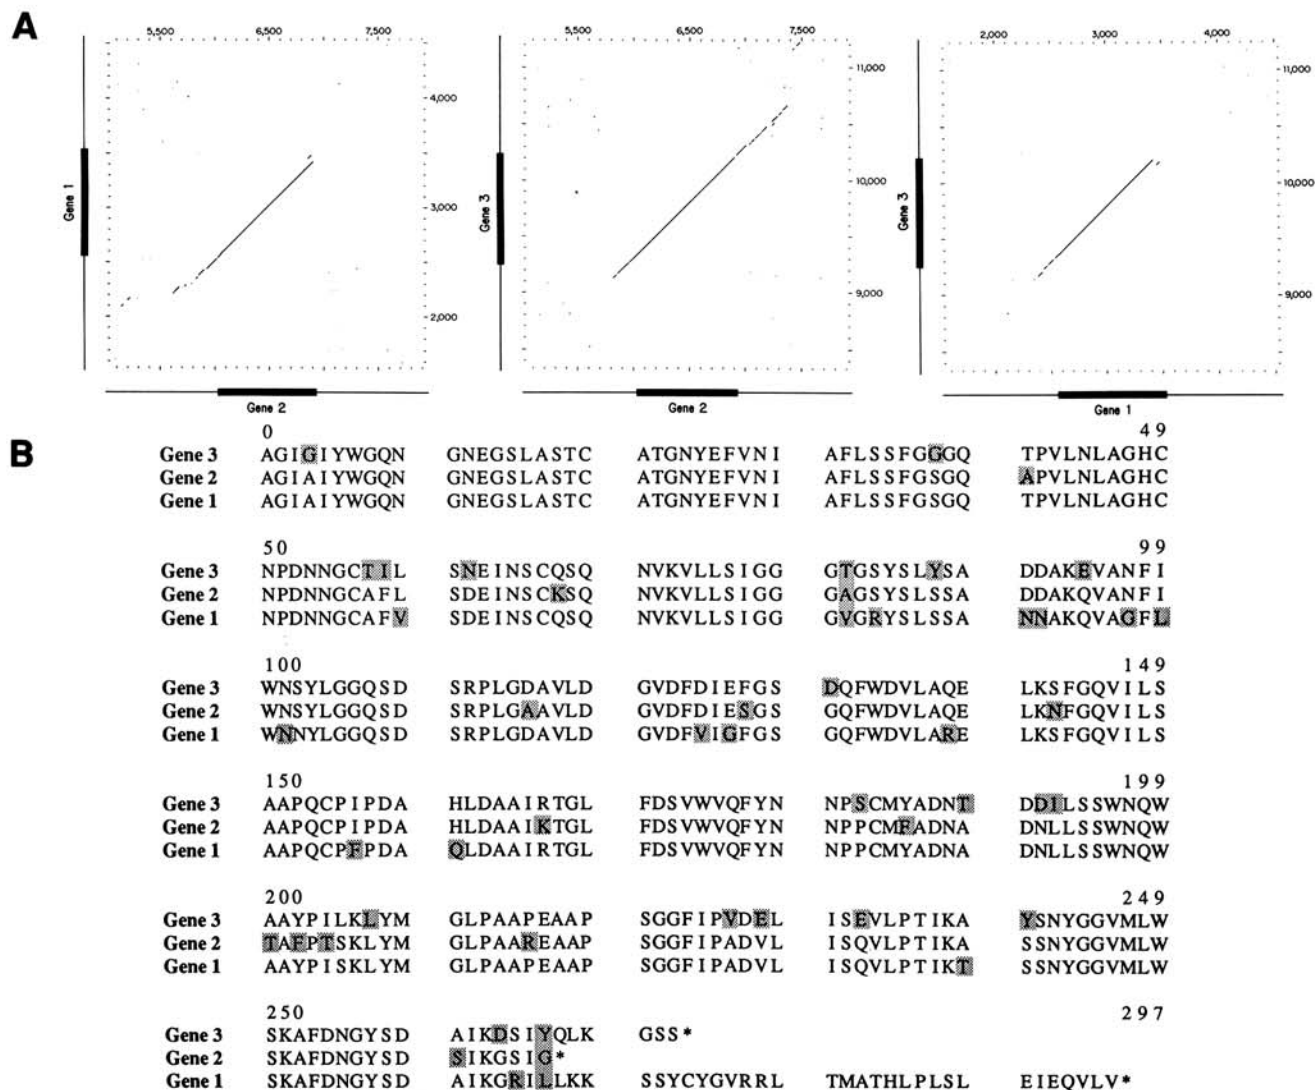 A
5,500 6,500 7,500
4,000
3,000
2,000
Gene 1
Gene 2
5,500 6,500 7,500
11,000
10,000
9,000
Gene 3
Gene 2
2,000 3,000 4,000
11,000
10,000
9,000
Gene 3
Gene 1
B
0 49
Gene 3 AGIGIYWGQN GNEGSLASTC ATGNYEFVNI AFLSSFGGGQ TPVLNLAGHC
Gene 2 AGIAIYWGQN GNEGSLASTC ATGNYEFVNI AFLSSFGSGQ APVLNLAGHC
Gene 1 AGIAIYWGQN GNEGSLASTC ATGNYEFVNI AFLSSFGSGQ TPVLNLAGHC
50 99
Gene 3 NPDNNGCTIL SNEINSCQSQ NVKVLLSIGG GTGSYSLYSA DDAKEVANFI
Gene 2 NPDNNGCAFL SDEINSCKSQ NVKVLLSIGG GAGSYSLSSA DDAKQVANFI
Gene 1 NPDNNGCAFV SDEINSCQSQ NVKVLLSIGG GVGRYSLSSA NNAKQVAGFL
100 149
Gene 3 WNSYLGGQSD SRPLGDAVLD GVDFDIEFGS DQFWDVLAQE LKSFGQVILS
Gene 2 WNSYLGGQSD SRPLGAAVLD GVDFDIESGS GQFWDVLAQE LKNFGQVILS
Gene 1 WNNYLGGQSD SRPLGDAVLD GVDFVIGFGS GQFWDVLARE LKSFGQVILS
150 199
Gene 3 AAPQCPIPDA HLDAAIRTGL FDSVWVQFYN NPSCMYADNT DDILSSWNQW
Gene 2 AAPQCPIPDA HLDAAIKTGL FDSVWVQFYN NPPCMFADNA DNLLSSWNQW
Gene 1 AAPQCPFPDA QLDAAIRTGL FDSVWVQFYN NPPCMYADNA DNLLSSWNQW
200 249
Gene 3 AAYPILKLYM GLPAAPEAAP SGGFIPVDEL ISEVLPTIKA YSNYGGVMLW
Gene 2 TAFPTSKLYM GLPAAREAAP SGGFIPADVL ISQVLPTIKA SSNYGGVMLW
Gene 1 AAYPISKLYM GLPAAPEAAP SGGFIPADVL ISQVLPTIKT SSNYGGVMLW
250 297
Gene 3 SKAFDNGYSD AIKDSIYQLK GSS*
Gene 2 SKAFDNGYSD SIKGSIG*
Gene 1 SKAFDNGYSD AIKGRILLKK SSYCYGVRRL TMATHLPLSL EIEQVLV*